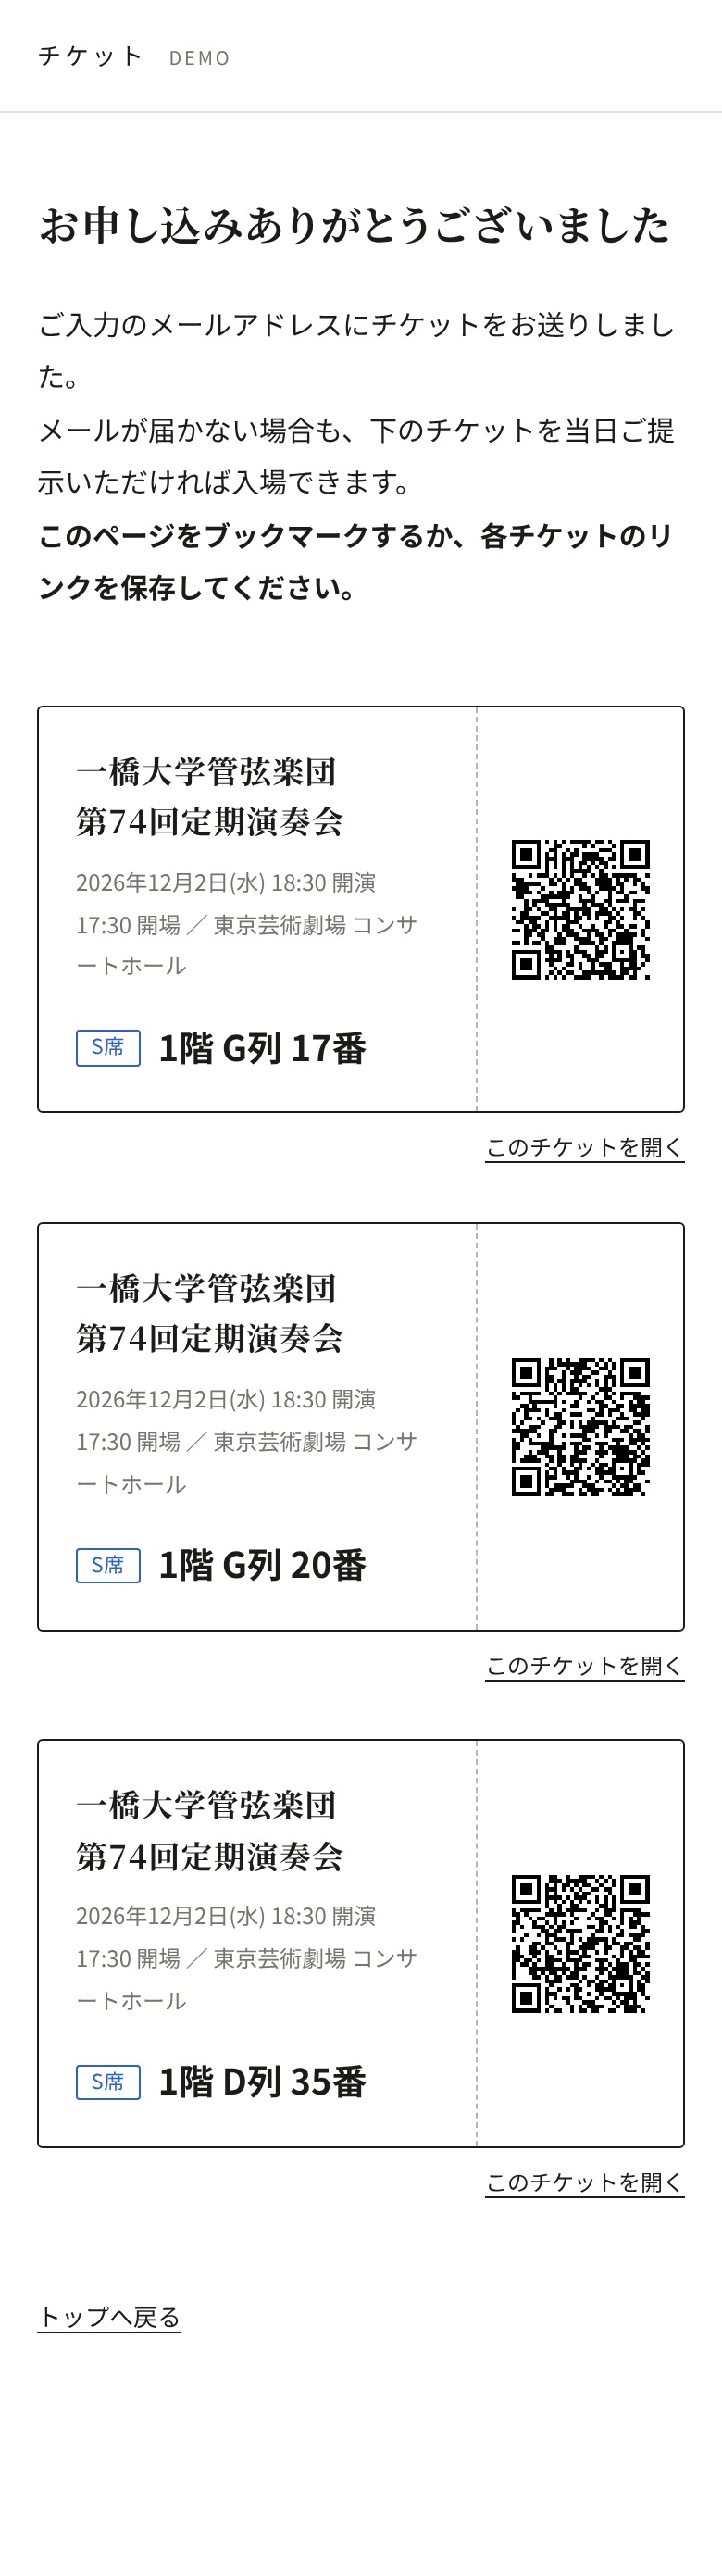 チケット DEMO
お申し込みありがとうございました
ご入力のメールアドレスにチケットをお送りしまし
た。
メールが届かない場合も、下のチケットを当日ご提
示いただければ入場できます。
このページをブックマークするか、各チケットのリ
ンクを保存してください。
一橋大学管弦楽団
第74回定期演奏会
2026年12月2日(水) 18:30 開演
17:30 開場 ／ 東京芸術劇場 コンサ
ートホール
S席 1階 G列 17番
このチケットを開く
一橋大学管弦楽団
第74回定期演奏会
2026年12月2日(水) 18:30 開演
17:30 開場 ／ 東京芸術劇場 コンサ
ートホール
S席 1階 G列 20番
このチケットを開く
一橋大学管弦楽団
第74回定期演奏会
2026年12月2日(水) 18:30 開演
17:30 開場 ／ 東京芸術劇場 コンサ
ートホール
S席 1階 D列 35番
このチケットを開く
トップへ戻る